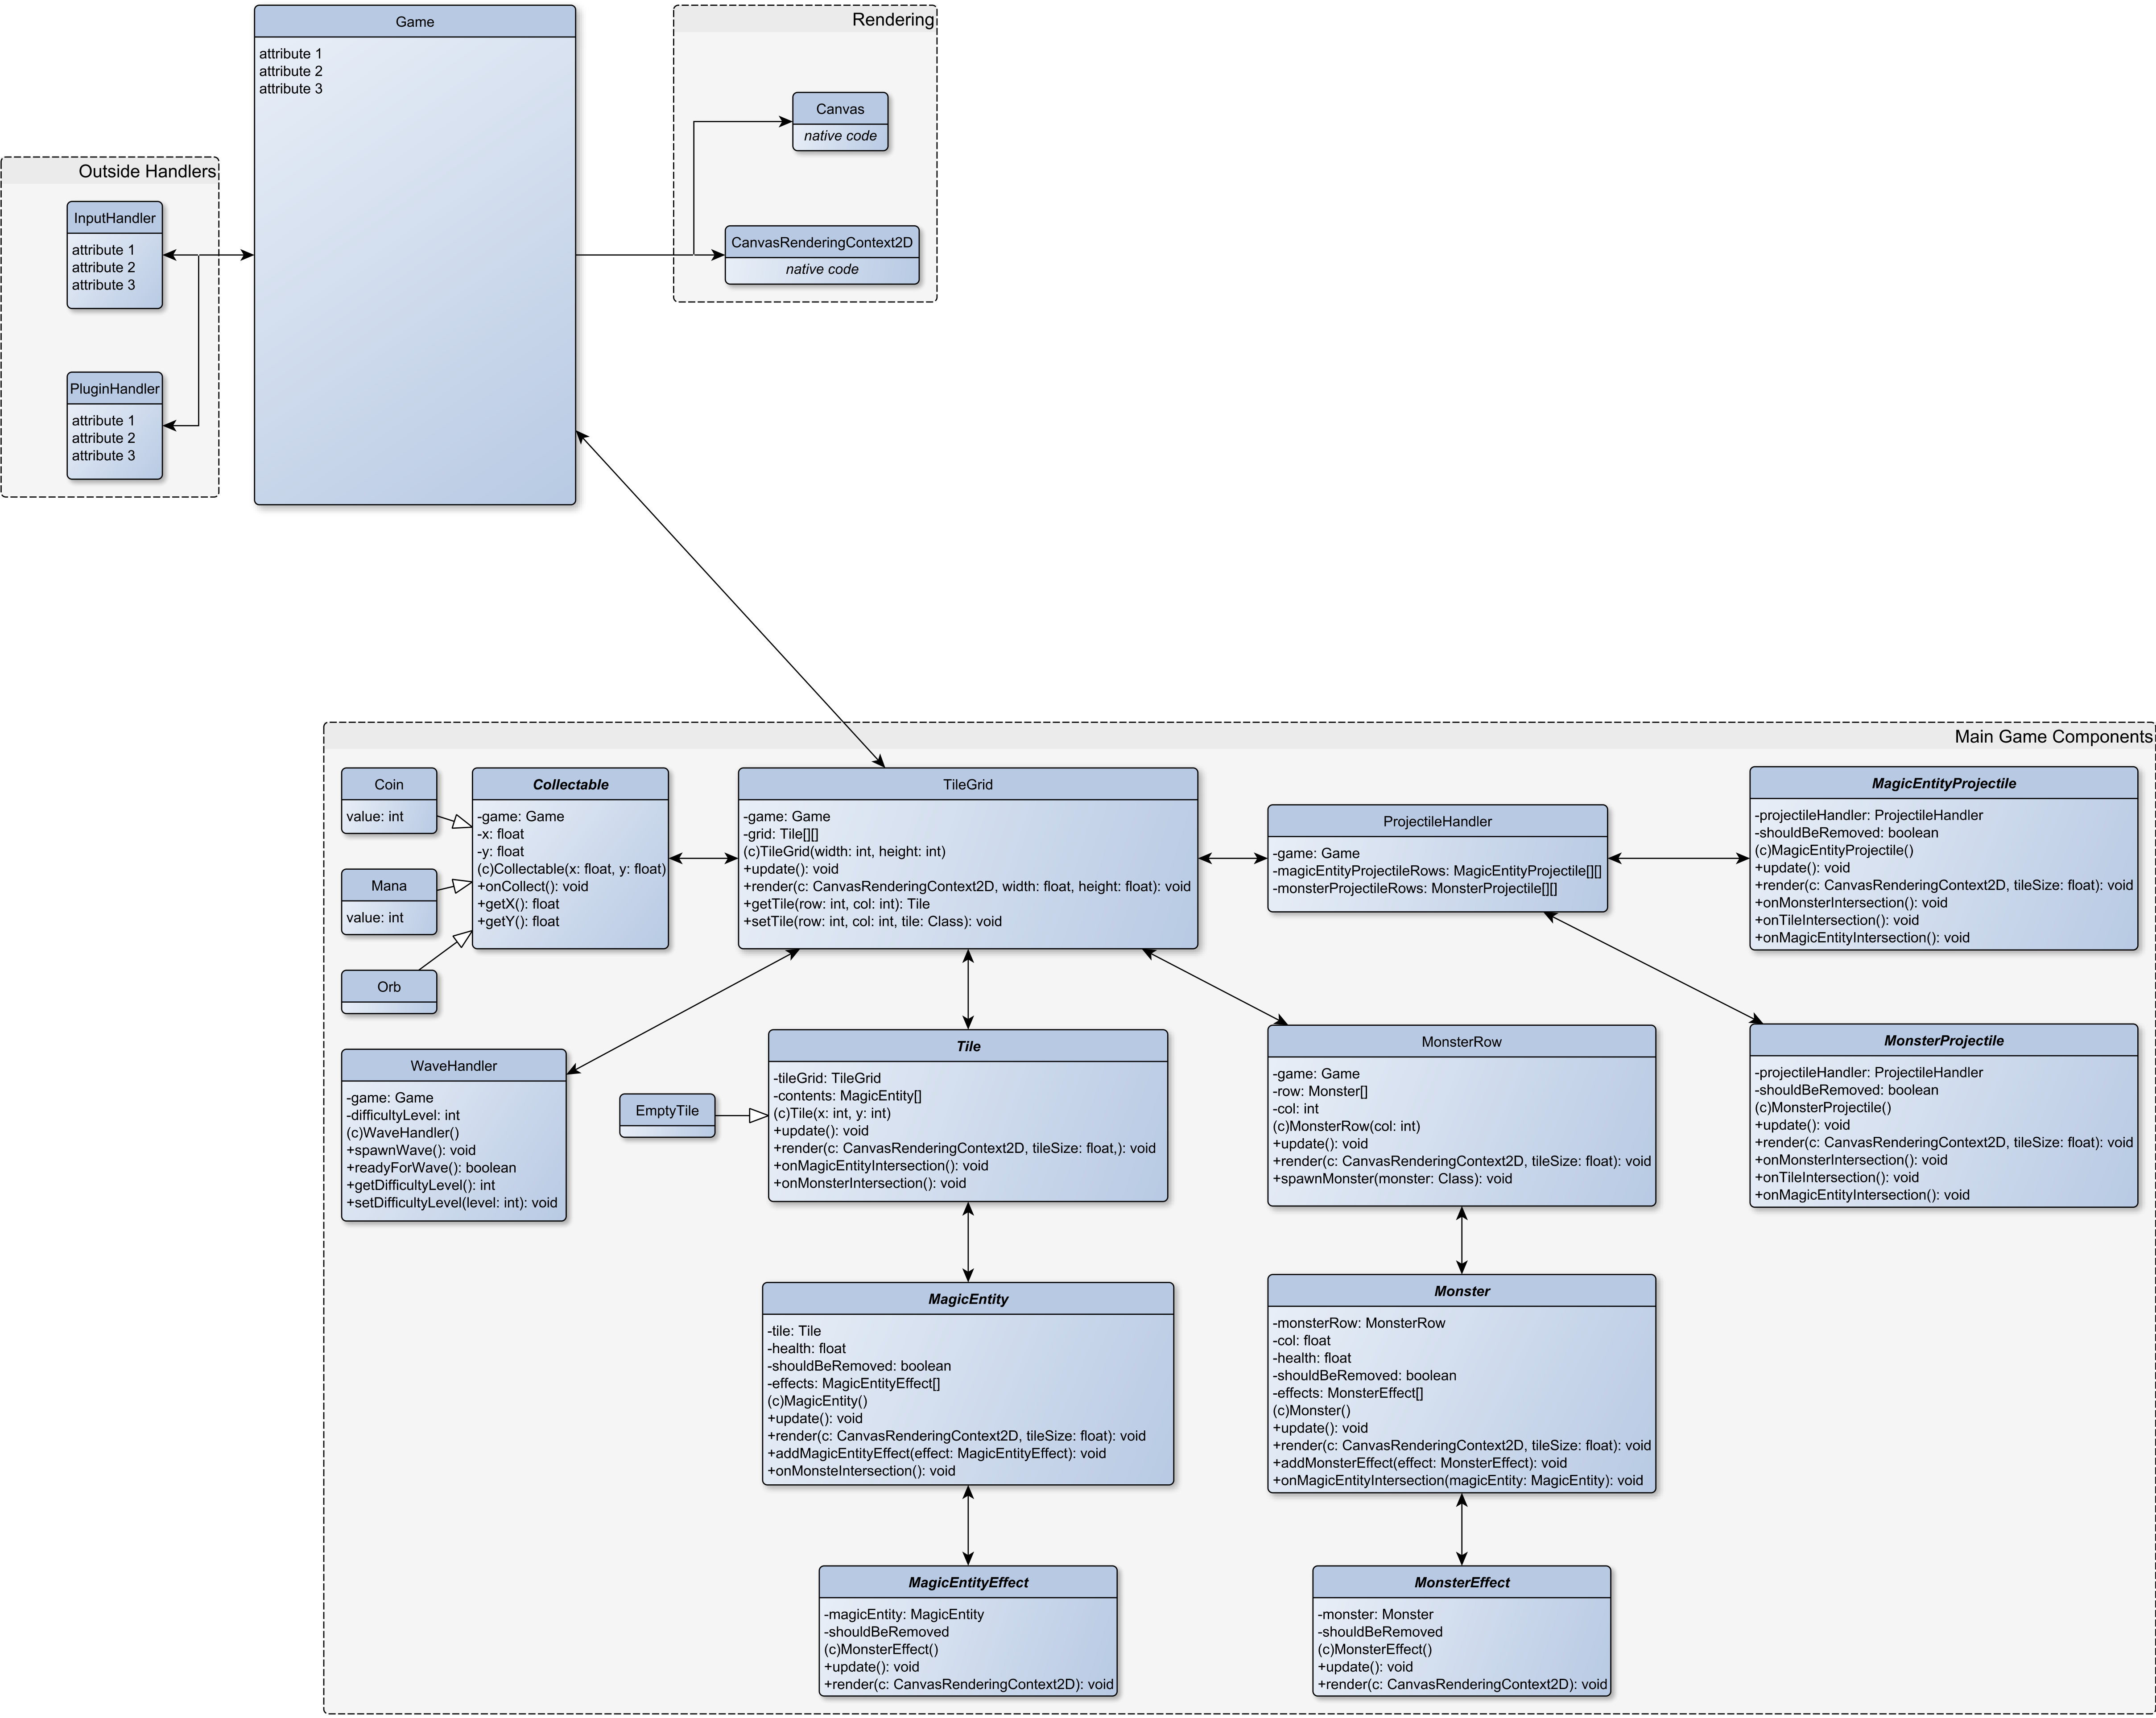 Game
attribute 1
attribute 2
attribute 3
Rendering
Canvas
native code
CanvasRenderingContext2D
native code
Outside Handlers
InputHandler
attribute 1
attribute 2
attribute 3
PluginHandler
attribute 1
attribute 2
attribute 3
Main Game Components
Coin
value: int
Mana
value: int
Orb
Collectable
-game: Game
-x: float
-y: float
(c)Collectable(x: float, y: float)
+onCollect(): void
+getX(): float
+getY(): float
TileGrid
-game: Game
-grid: Tile[][]
(c)TileGrid(width: int, height: int)
+update(): void
+render(c: CanvasRenderingContext2D, width: float, height: float): void
+getTile(row: int, col: int): Tile
+setTile(row: int, col: int, tile: Class): void
ProjectileHandler
-game: Game
-magicEntityProjectileRows: MagicEntityProjectile[][]
-monsterProjectileRows: MonsterProjectile[][]
MagicEntityProjectile
-projectileHandler: ProjectileHandler
-shouldBeRemoved: boolean
(c)MagicEntityProjectile()
+update(): void
+render(c: CanvasRenderingContext2D, tileSize: float): void
+onMonsterIntersection(): void
+onTileIntersection(): void
+onMagicEntityIntersection(): void
WaveHandler
-game: Game
-difficultyLevel: int
(c)WaveHandler()
+spawnWave(): void
+readyForWave(): boolean
+getDifficultyLevel(): int
+setDifficultyLevel(level: int): void
EmptyTile
Tile
-tileGrid: TileGrid
-contents: MagicEntity[]
(c)Tile(x: int, y: int)
+update(): void
+render(c: CanvasRenderingContext2D, tileSize: float,): void
+onMagicEntityIntersection(): void
+onMonsterIntersection(): void
MonsterRow
-game: Game
-row: Monster[]
-col: int
(c)MonsterRow(col: int)
+update(): void
+render(c: CanvasRenderingContext2D, tileSize: float): void
+spawnMonster(monster: Class): void
MonsterProjectile
-projectileHandler: ProjectileHandler
-shouldBeRemoved: boolean
(c)MonsterProjectile()
+update(): void
+render(c: CanvasRenderingContext2D, tileSize: float): void
+onMonsterIntersection(): void
+onTileIntersection(): void
+onMagicEntityIntersection(): void
MagicEntity
-tile: Tile
-health: float
-shouldBeRemoved: boolean
-effects: MagicEntityEffect[]
(c)MagicEntity()
+update(): void
+render(c: CanvasRenderingContext2D, tileSize: float): void
+addMagicEntityEffect(effect: MagicEntityEffect): void
+onMonsteIntersection(): void
Monster
-monsterRow: MonsterRow
-col: float
-health: float
-shouldBeRemoved: boolean
-effects: MonsterEffect[]
(c)Monster()
+update(): void
+render(c: CanvasRenderingContext2D, tileSize: float): void
+addMonsterEffect(effect: MonsterEffect): void
+onMagicEntityIntersection(magicEntity: MagicEntity): void
MagicEntityEffect
-magicEntity: MagicEntity
-shouldBeRemoved
(c)MonsterEffect()
+update(): void
+render(c: CanvasRenderingContext2D): void
MonsterEffect
-monster: Monster
-shouldBeRemoved
(c)MonsterEffect()
+update(): void
+render(c: CanvasRenderingContext2D): void